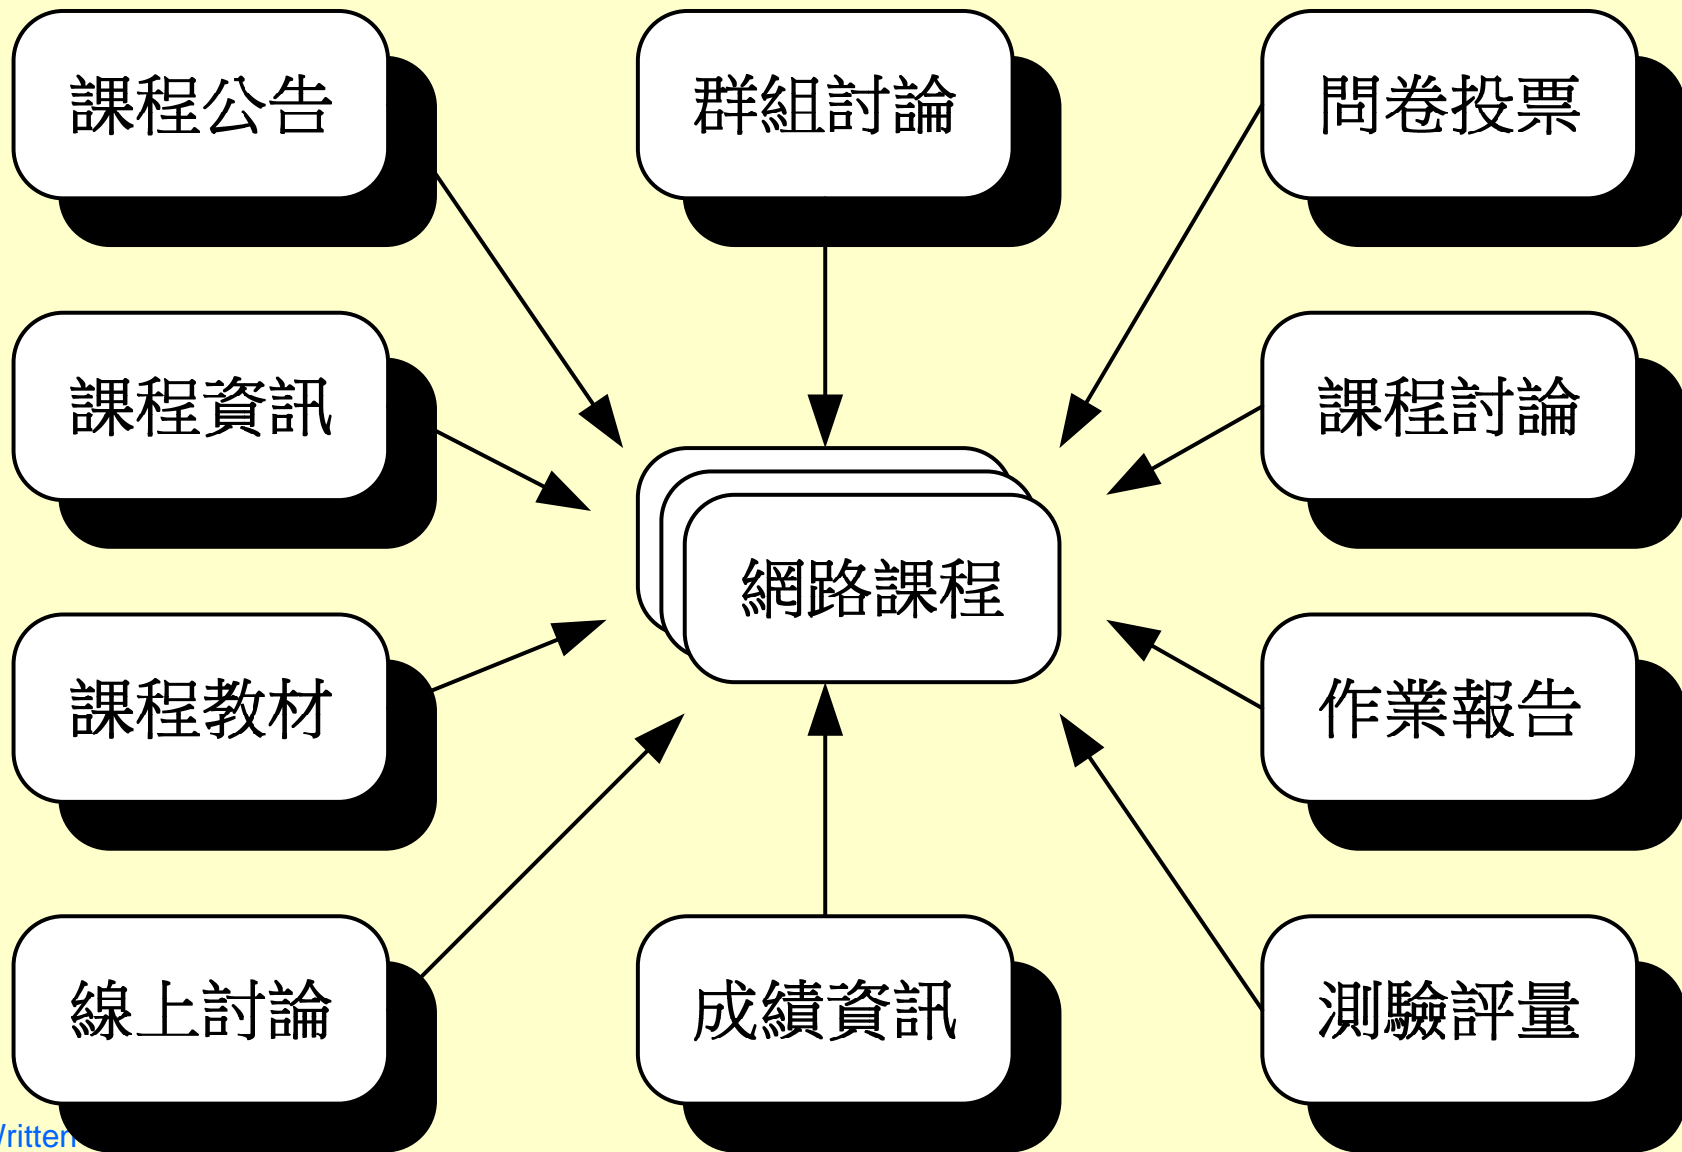 課程公告
群組討論
問卷投票
課程資訊
課程討論
網路課程
課程教材
作業報告
線上討論
成績資訊
測驗評量
ritten